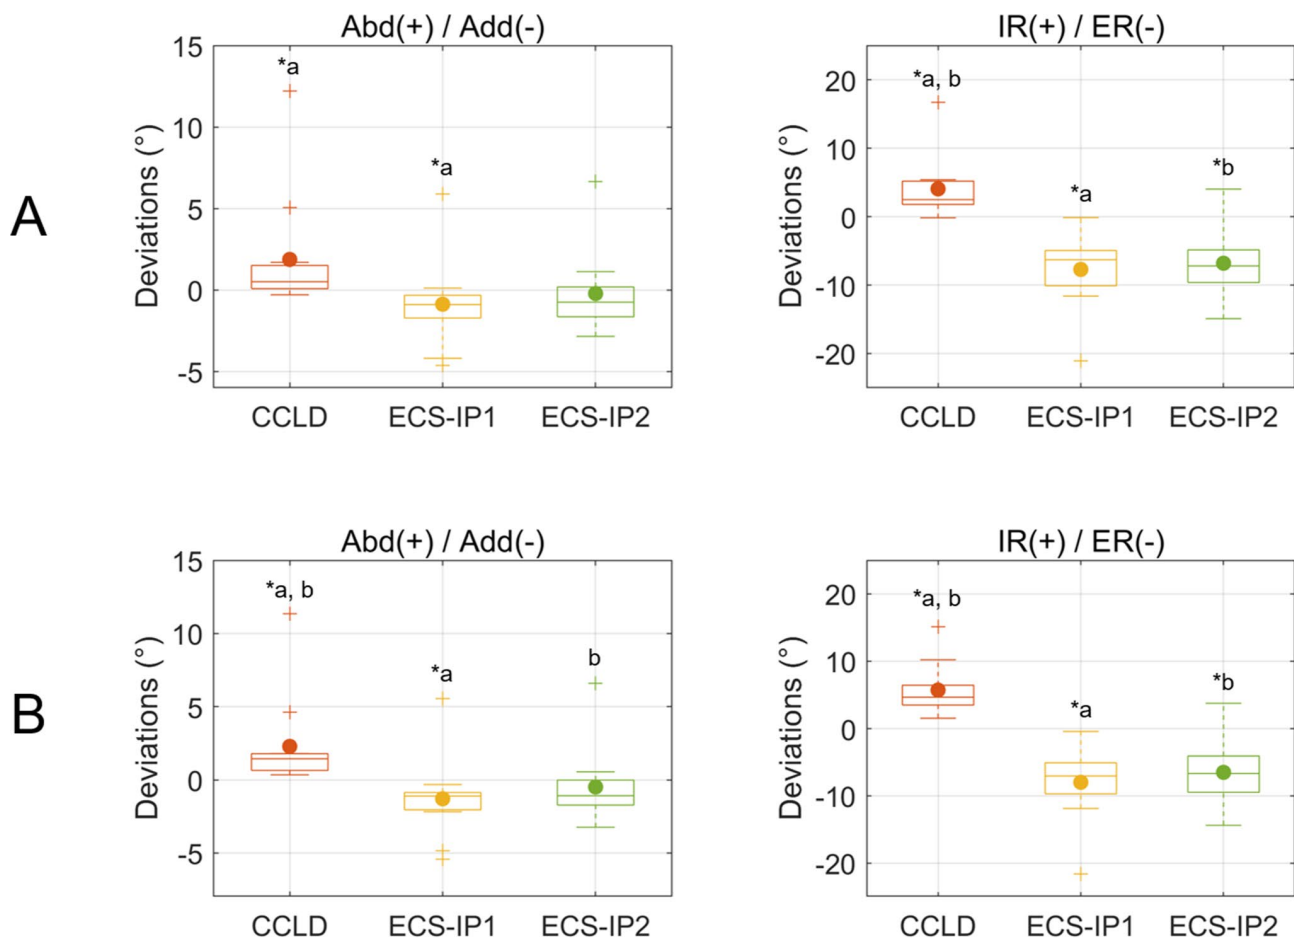 A
Abd(+) / Add(-)
Deviations (°)
15
10
5
0
-5
*a
*a
CCLD
ECS-IP1
ECS-IP2
IR(+) / ER(-)
Deviations (°)
20
10
0
-10
-20
*a, b
*a
*b
CCLD
ECS-IP1
ECS-IP2
B
Abd(+) / Add(-)
Deviations (°)
15
10
5
0
-5
*a, b
*a
b
CCLD
ECS-IP1
ECS-IP2
IR(+) / ER(-)
Deviations (°)
20
10
0
-10
-20
*a, b
*a
*b
CCLD
ECS-IP1
ECS-IP2